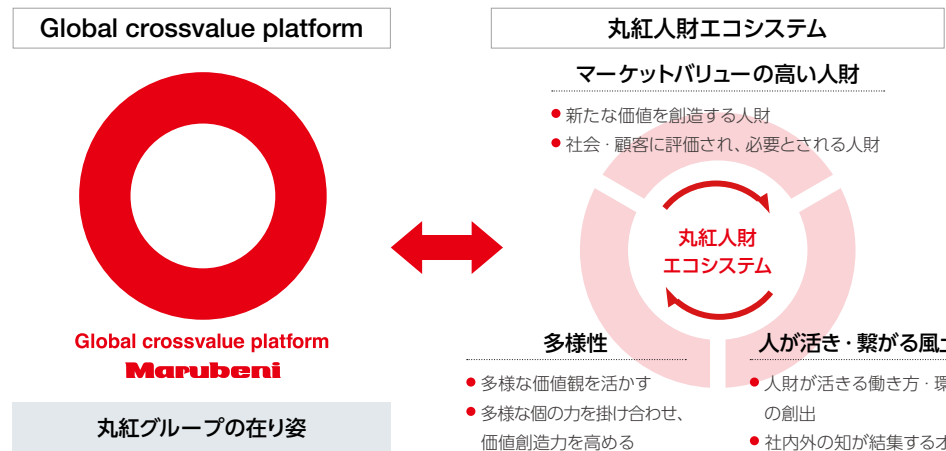 Global crossvalue platform
Global crossvalue platform
Marubeni
丸紅グループの在り姿
丸紅人財エコシステム
マーケットバリューの高い人財
● 新たな価値を創造する人財
● 社会・顧客に評価され、必要とされる人財
丸紅人財
エコシステム
多様性
● 多様な価値観を活かす
● 多様な個の力を掛け合わせ、
価値創造力を高める
人が活き・繋がる風土
● 人財が活きる働き方・環
の創出
● 社内外の知が結集するオ